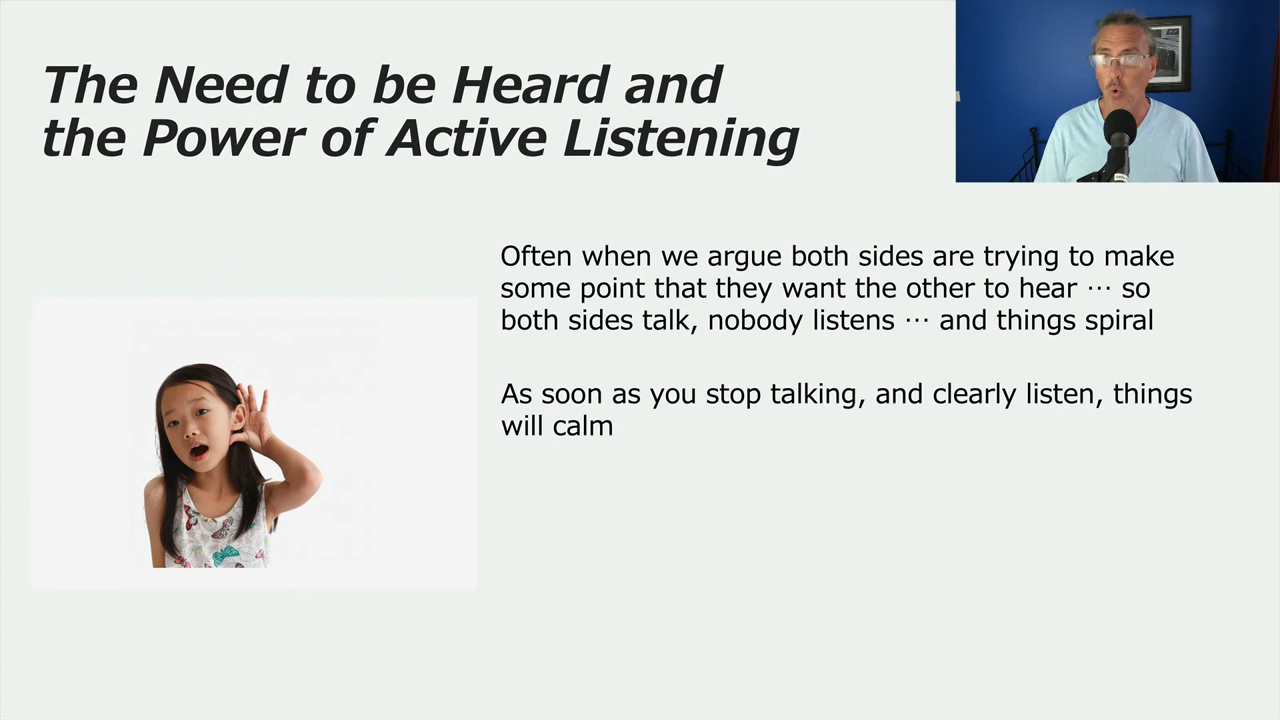 The Need to be Heard and
the Power of Active Listening
Often when we argue both sides are trying to make
some point that they want the other to hear … so
both sides talk, nobody listens … and things spiral
As soon as you stop talking, and clearly listen, things
will calm